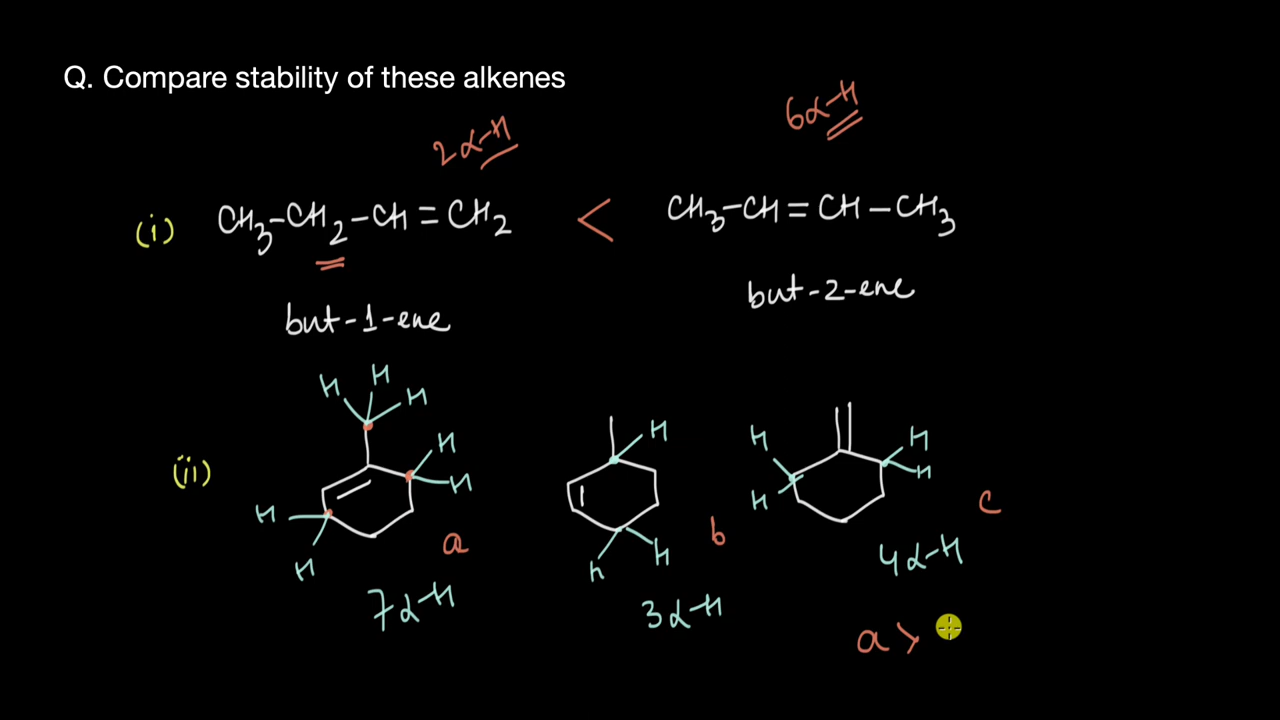 Q. Compare stability of these alkenes
2α-H
6α-H
(i) CH3-CH2-CH=CH2 < CH3-CH=CH-CH3
but-1-ene
but-2-ene
(ii)
H H H
H H
H H
a
7α-H
H
h H
b
3α-H
H H
H H
c
4α-H
a >